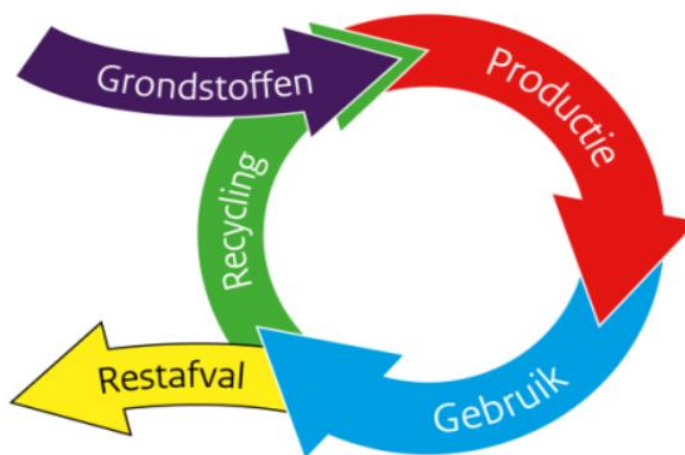 Grondstoffen
Productie
Recycling
Restafval
Gebruik